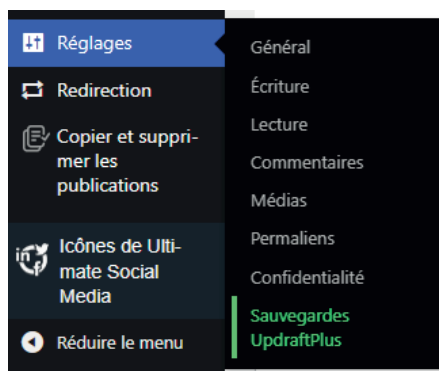 Réglages
Redirection
Copier et suppri-
mer les
publications
Icônes de Ulti-
mate Social
Media
Réduire le menu
Général
Écriture
Lecture
Commentaires
Médias
Permaliens
Confidentialité
Sauvegardes
UpdraftPlus